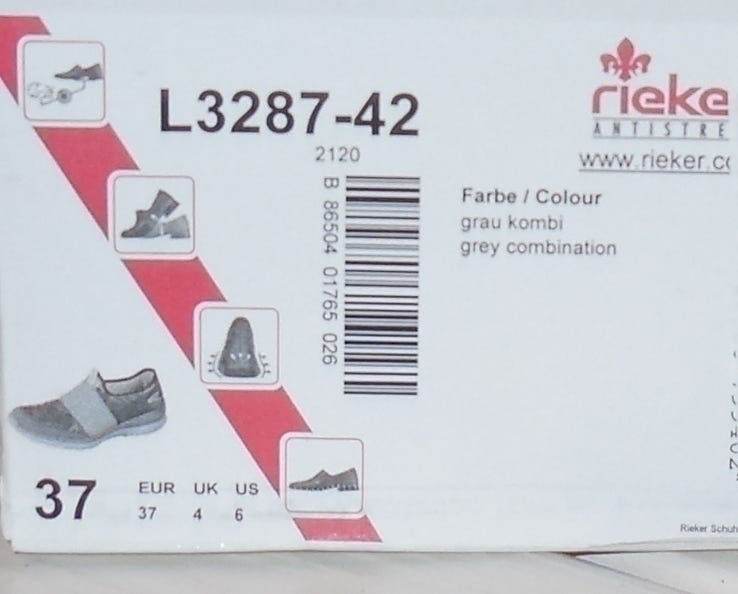 L3287-42
2120
B 86504 01765 026
rieke
ANTISTRE
www.rieker.c
Farbe / Colour
grau kombi
grey combination
37
EUR UK US
37 4 6
Rieker Schuh